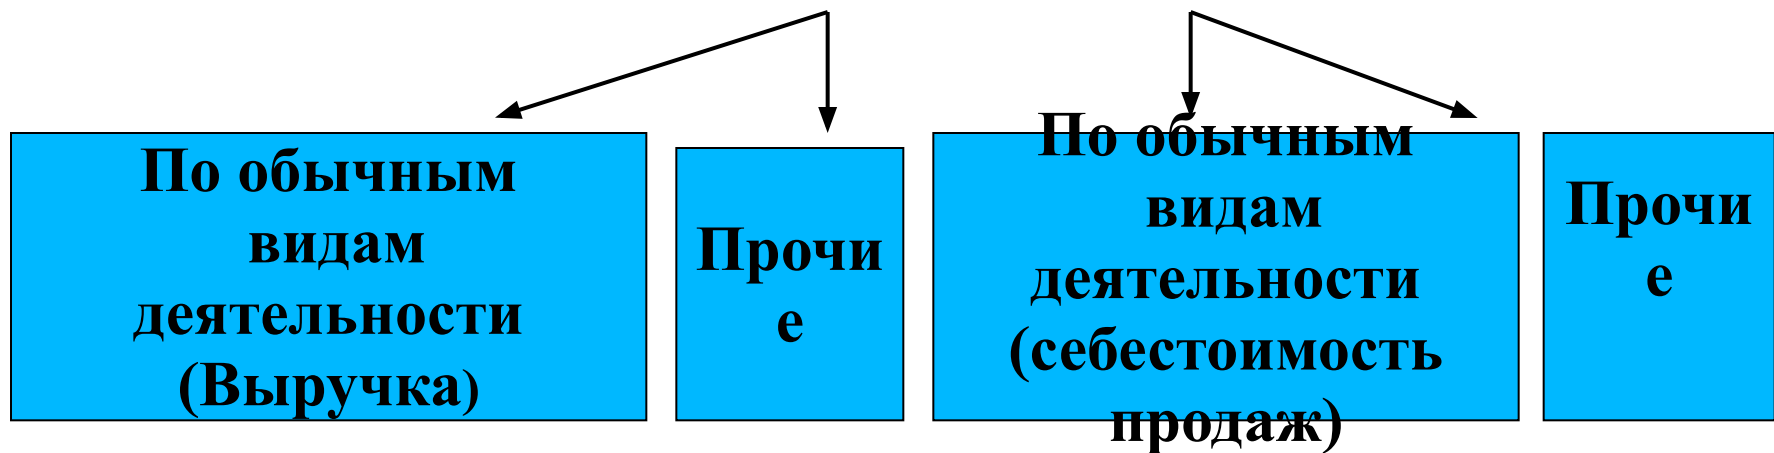 По обычным
видам
деятельности
(Выручка)
Прочи
е
По обычным
видам
деятельности
(себестоимость
продаж)
Прочи
е